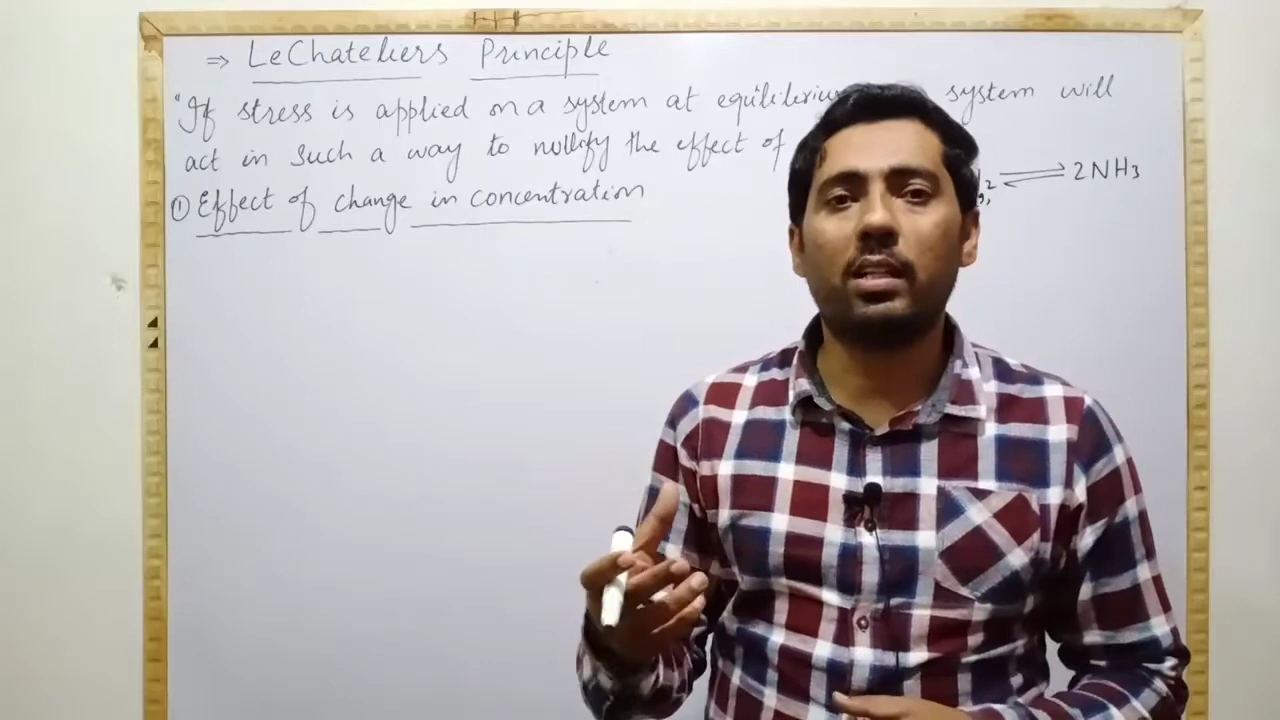 ⇒ LeChateliers Principle
"If stress is applied on a system at equilibrium system will
act in such a way to nullify the effect of
⇌ 2NH₃
① Effect of change in concentration